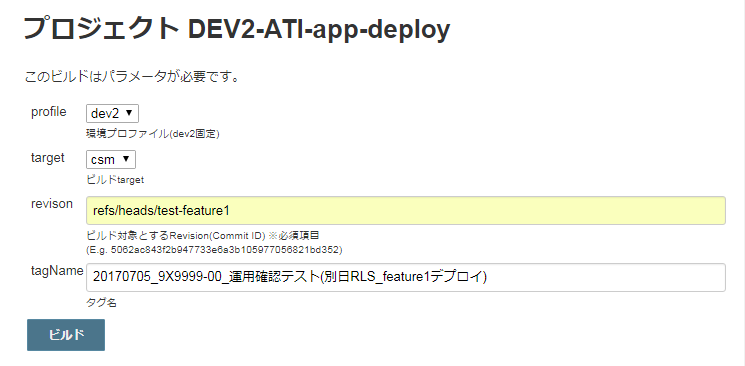 プロジェクト DEV2-ATI-app-deploy
このビルドはパラメータが必要です。
profile dev2
環境プロファイル(dev2固定)
target csm
ビルドtarget
revison refs/heads/test-feature1
ビルド対象とするRevision(Commit ID) ※必須項目
(E.g. 5062ac843f2b947733e6a3b105977056821bd352)
tagName 20170705_9X9999-00_運用確認テスト(別日RLS_feature1デプロイ)
タグ名
ビルド